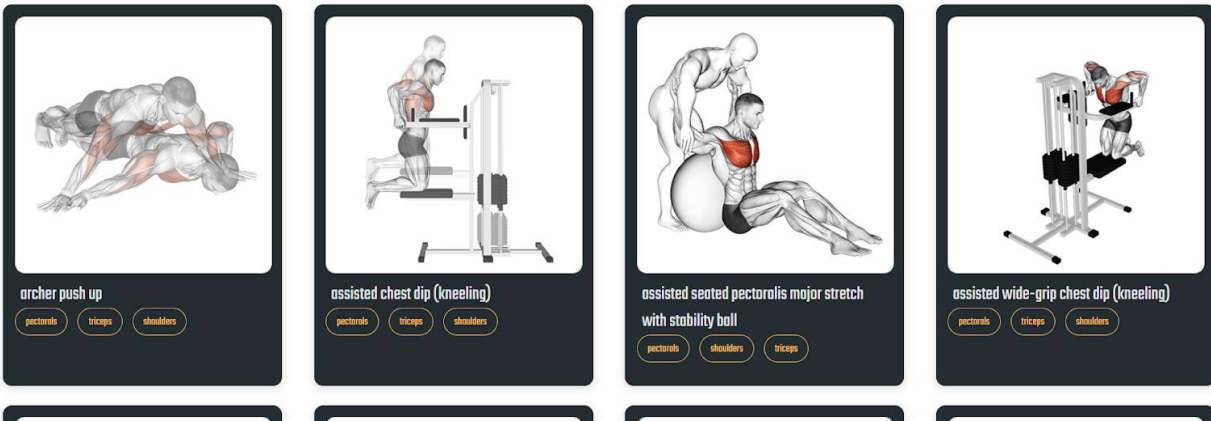 archer push up
pectorals triceps shoulders
assisted chest dip (kneeling)
pectorals triceps shoulders
assisted seated pectoralis major stretch
with stability ball
pectorals shoulders triceps
assisted wide-grip chest dip (kneeling)
pectorals triceps shoulders